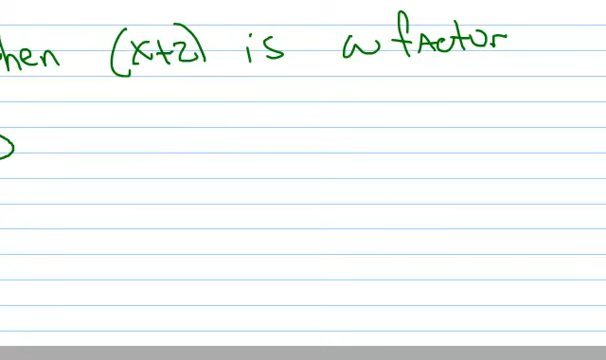 hen (x+2) is a factor